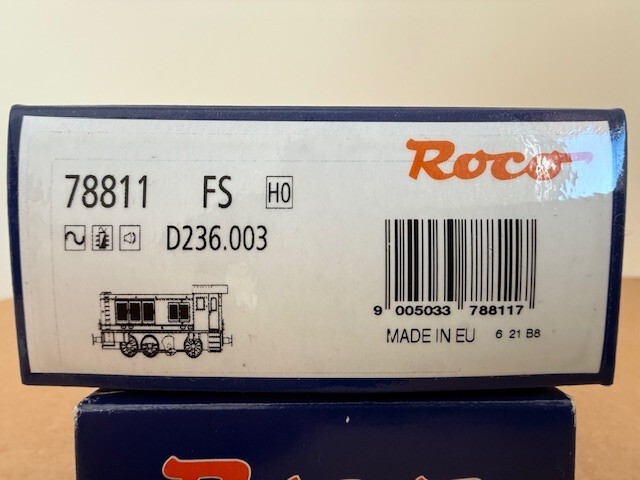 Roco
78811 FS H0
D236.003
9 005033 788117
MADE IN EU 6 21 B8